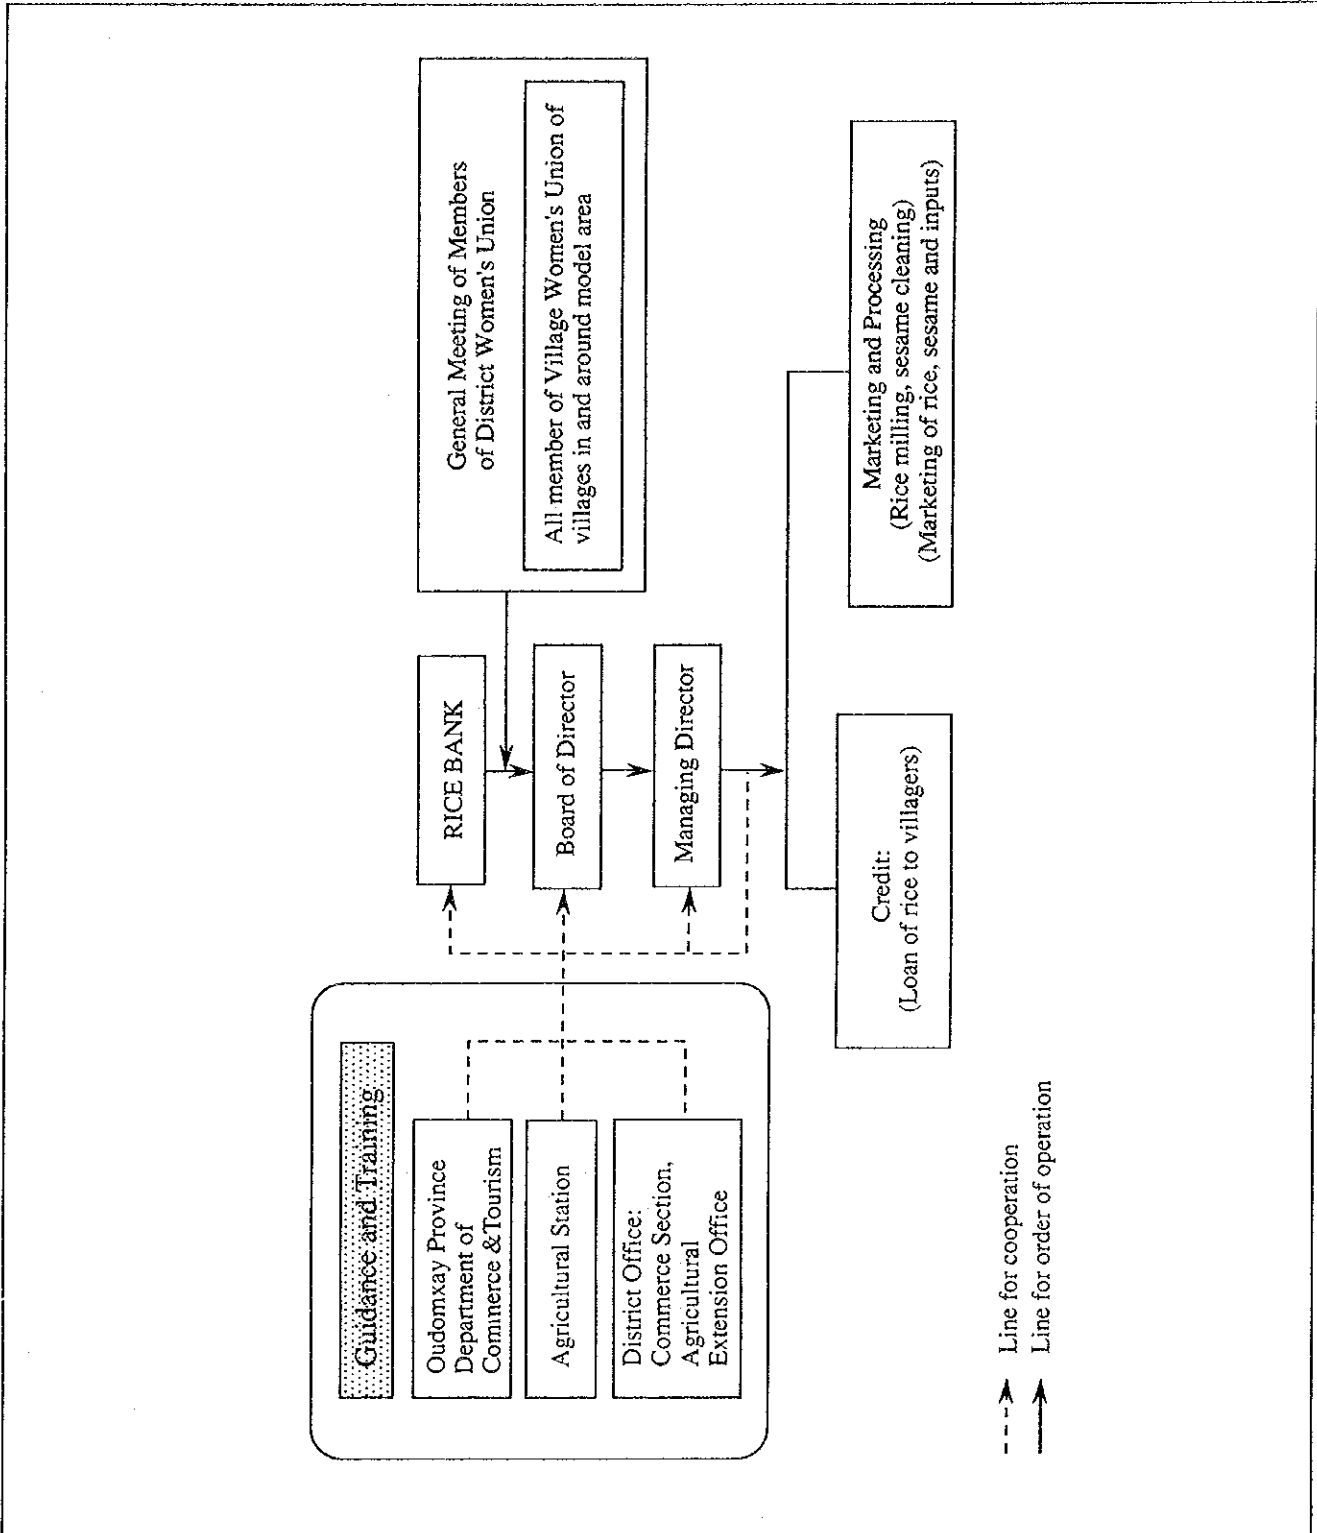 Guidance and Training
Oudomxay Province
Department of
Commerce &Tourism
Agricultural Station
District Office:
Commerce Section,
Agricultural
Extension Office
RICE BANK
Board of Director
Managing Director
General Meeting of Members
of District Women's Union
All member of Village Women's Union of
villages in and around model area
Credit:
(Loan of rice to villagers)
Marketing and Processing
(Rice milling, sesame cleaning)
(Marketing of rice, sesame and inputs)
Line for cooperation
Line for order of operation